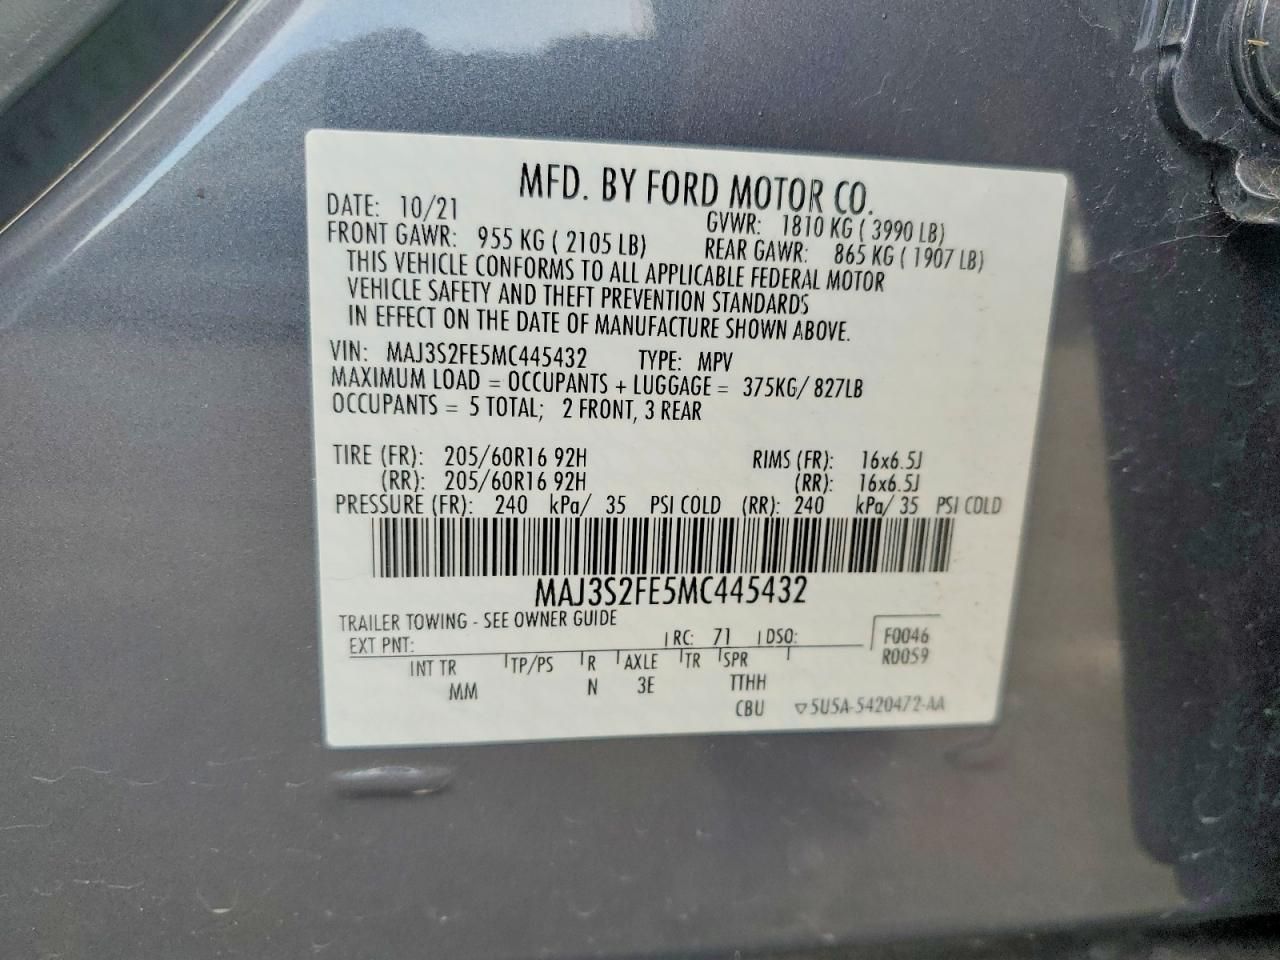 MFD. BY FORD MOTOR CO.
DATE: 10/21 GVWR: 1810 KG ( 3990 LB)
FRONT GAWR: 955 KG ( 2105 LB) REAR GAWR: 865 KG ( 1907 LB)
THIS VEHICLE CONFORMS TO ALL APPLICABLE FEDERAL MOTOR
VEHICLE SAFETY AND THEFT PREVENTION STANDARDS
IN EFFECT ON THE DATE OF MANUFACTURE SHOWN ABOVE.
VIN: MAJ3S2FE5MC445432 TYPE: MPV
MAXIMUM LOAD = OCCUPANTS + LUGGAGE = 375KG/ 827LB
OCCUPANTS = 5 TOTAL; 2 FRONT, 3 REAR
TIRE (FR): 205/60R16 92H RIMS (FR): 16x6.5J
(RR): 205/60R16 92H (RR): 16x6.5J
PRESSURE (FR): 240 kPa/ 35 PSI COLD (RR): 240 kPa/ 35 PSI COLD
MAJ3S2FE5MC445432
TRAILER TOWING - SEE OWNER GUIDE
EXT PNT: RC: 71 DSO: F0046
R0059
INT TR TP/PS R AXLE TR SPR
MM N 3E TTHH
CBU ▽5U5A-5420472-AA